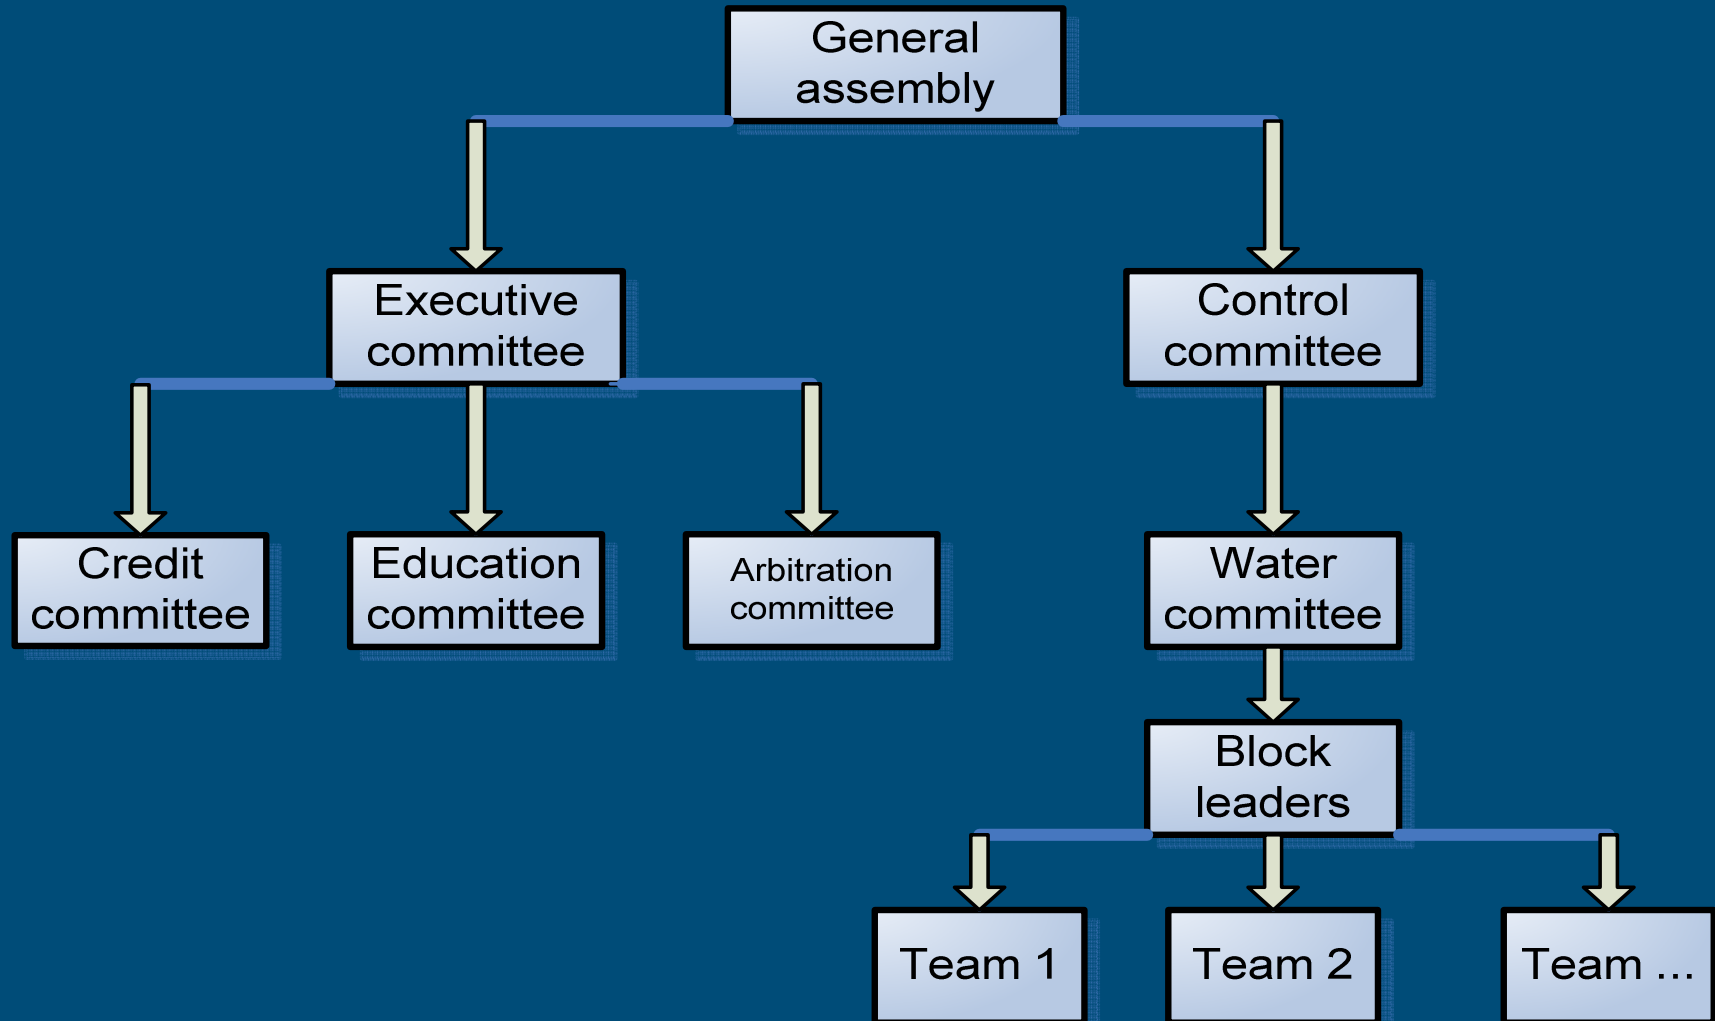 General
assembly
Executive
committee
Control
committee
Credit
committee
Education
committee
Arbitration
committee
Water
committee
Block
leaders
Team 1
Team 2
Team ...